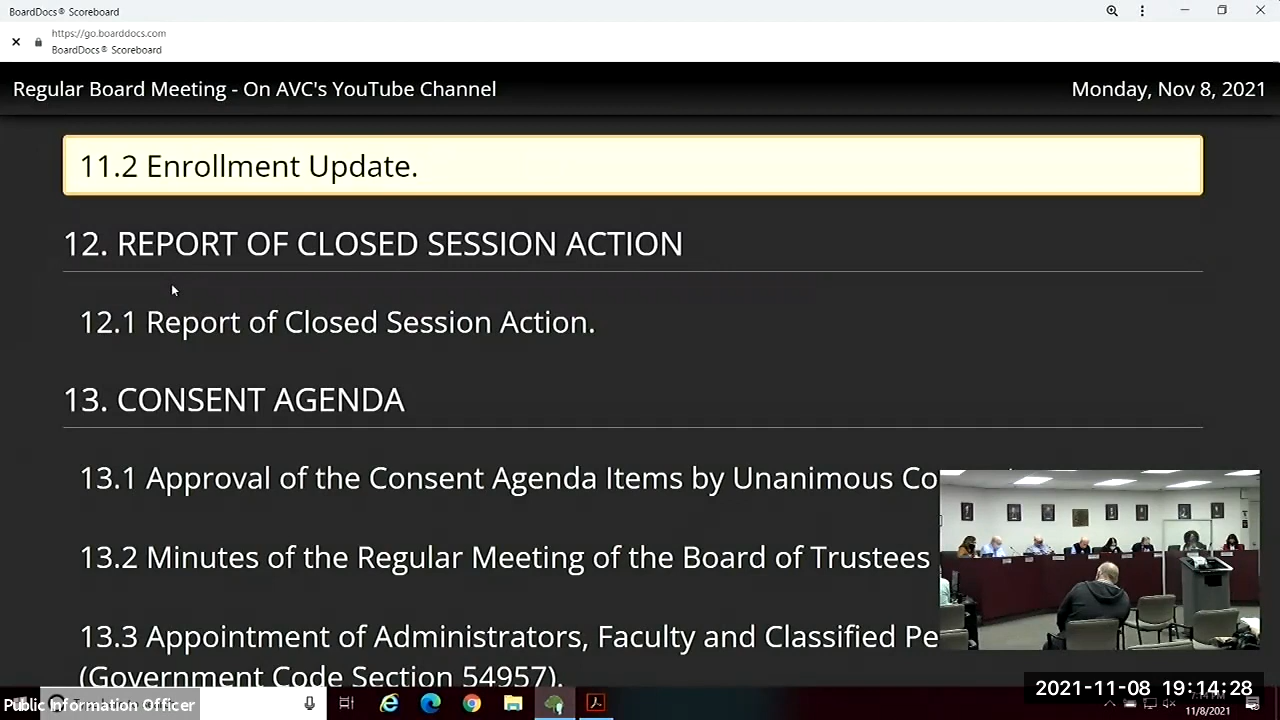 BoardDocs® Scoreboard
https://go.boarddocs.com
BoardDocs® Scoreboard
Regular Board Meeting - On AVC's YouTube Channel
Monday, Nov 8, 2021
11.2 Enrollment Update.
12. REPORT OF CLOSED SESSION ACTION
12.1 Report of Closed Session Action.
13. CONSENT AGENDA
13.1 Approval of the Consent Agenda Items by Unanimous Co
13.2 Minutes of the Regular Meeting of the Board of Trustees
13.3 Appointment of Administrators, Faculty and Classified Pe
(Government Code Section 54957).
Public Information Officer
2021-11-08 19:14:28
11/8/2021